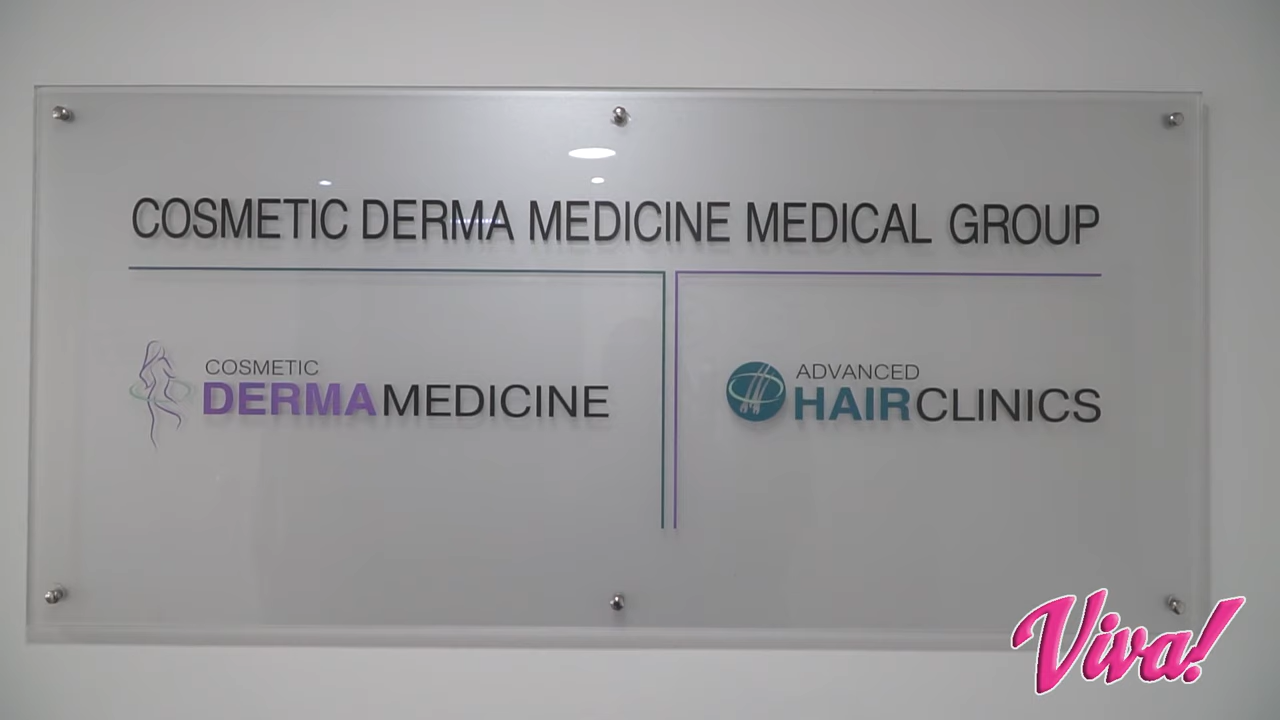 COSMETIC DERMA MEDICINE MEDICAL GROUP
COSMETIC
DERMAMEDICINE
ADVANCED
HAIRCLINICS
Viva!